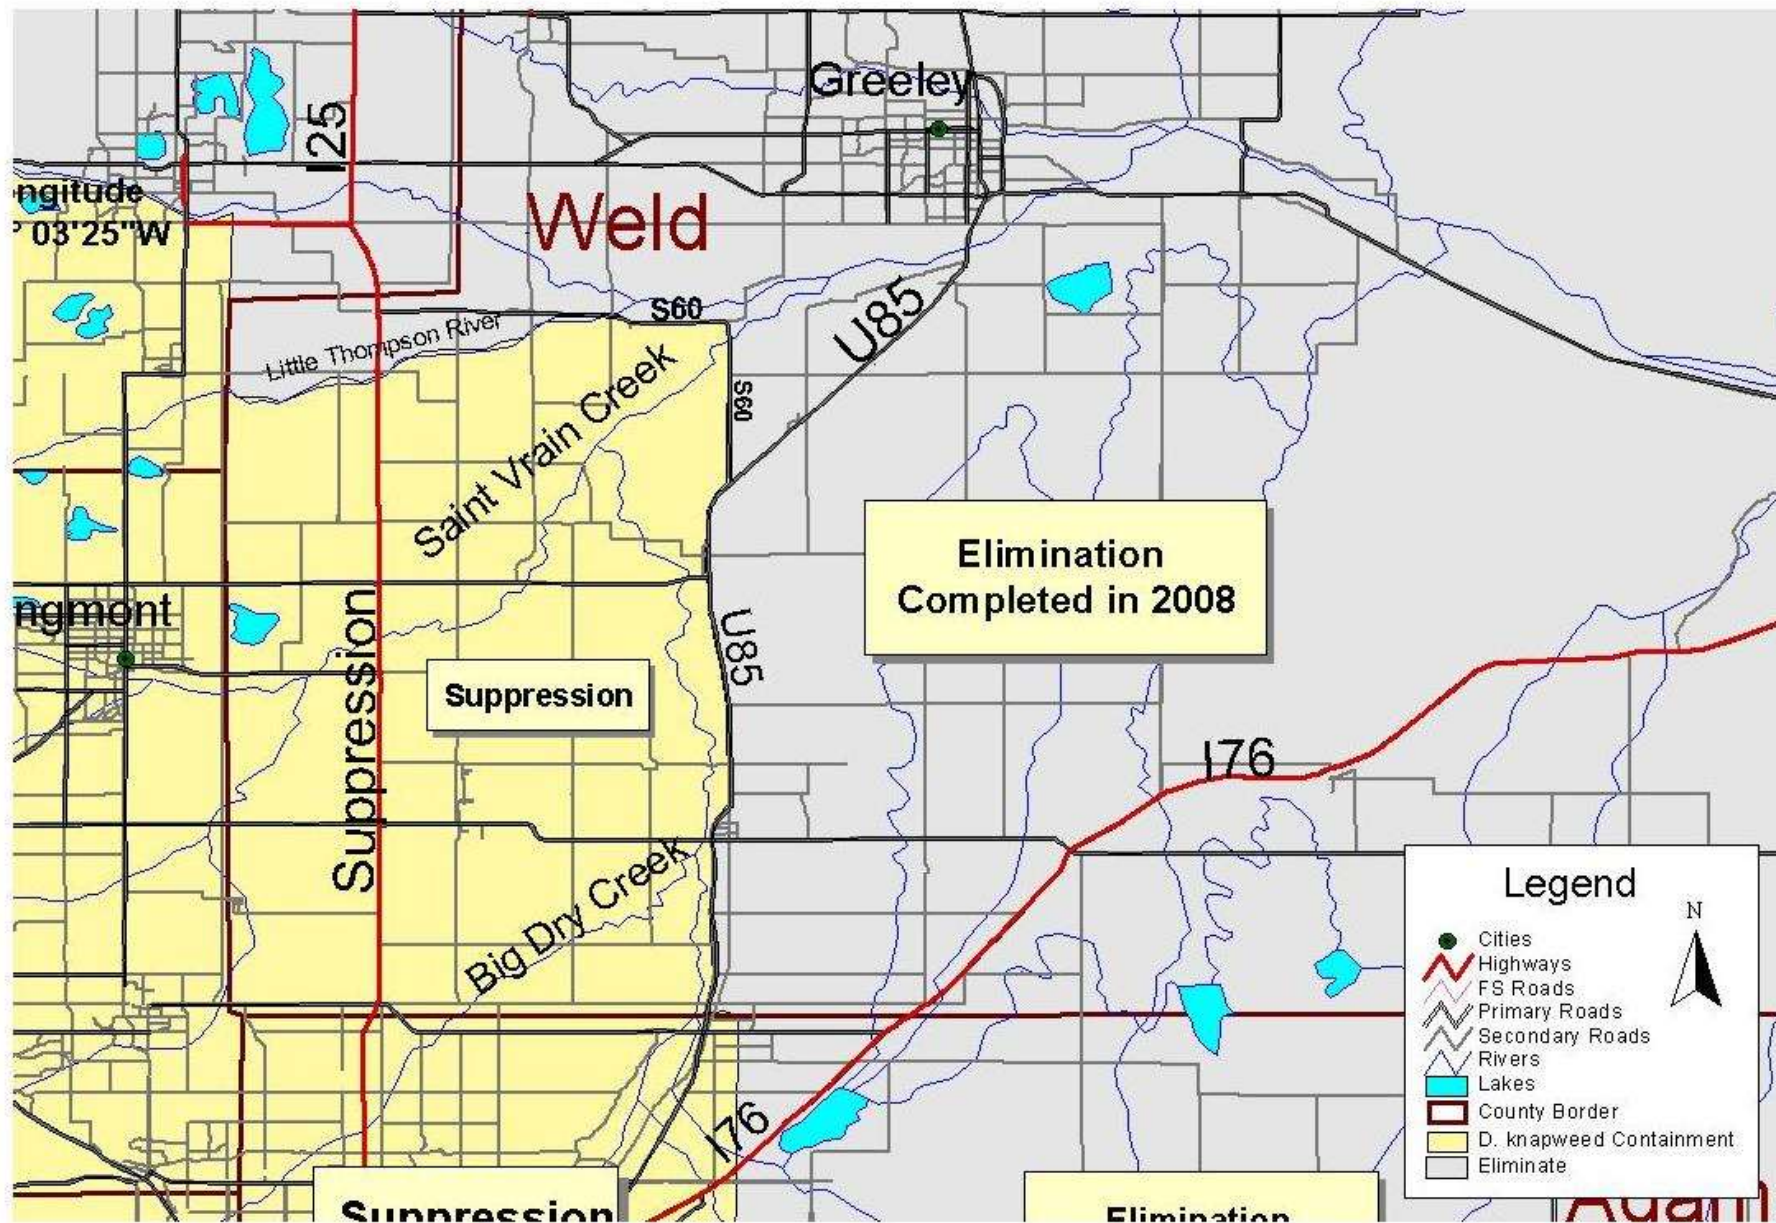 Greeley
I25
ngitude
° 03'25"W
Weld
S60
U85
Little Thompson River
S60
Saint Vrain Creek
Elimination
Completed in 2008
ngmont
Suppression
U85
Suppression
I76
Big Dry Creek
Legend
N
Cities
Highways
FS Roads
Primary Roads
Secondary Roads
Rivers
Lakes
County Border
D. knapweed Containment
Eliminate
I76
Suppression
Elimination
Adam